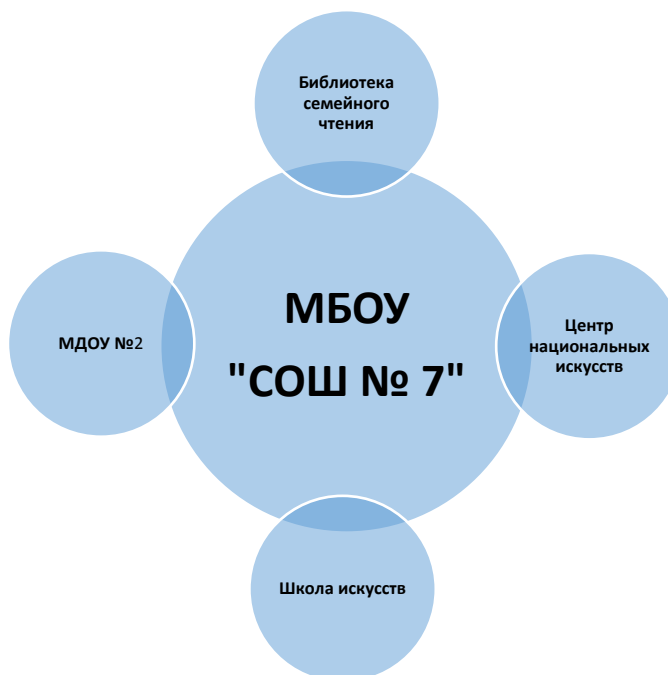 Библиотека
семейного
чтения
МБОУ
"СОШ № 7"
МДОУ №2
Центр
национальных
искусств
Школа искусств